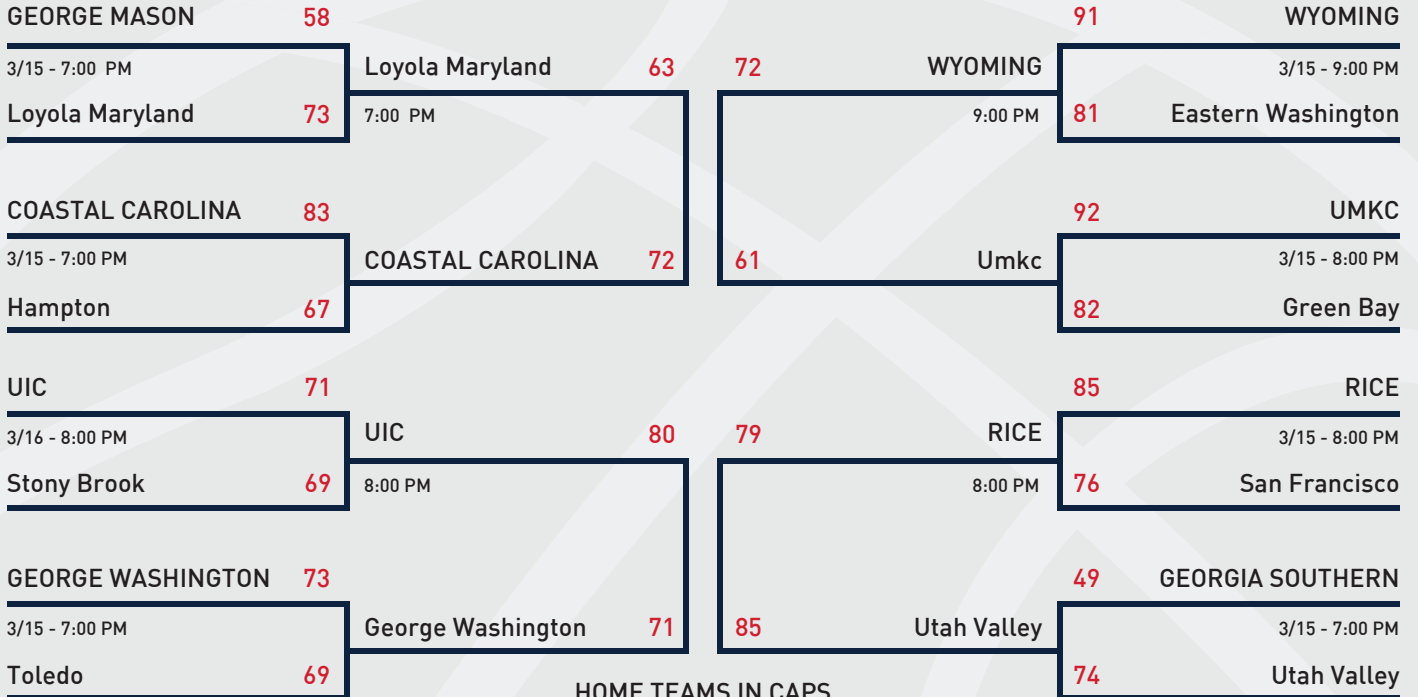 GEORGE MASON 58
3/15 - 7:00 PM
Loyola Maryland 73
COASTAL CAROLINA 83
3/15 - 7:00 PM
Hampton 67
UIC 71
3/16 - 8:00 PM
Stony Brook 69
GEORGE WASHINGTON 73
3/15 - 7:00 PM
Toledo 69
Loyola Maryland 63
7:00 PM
COASTAL CAROLINA 72
UIC 80
8:00 PM
George Washington 71
72 WYOMING
9:00 PM
61 Umkc
79 RICE
8:00 PM
85 Utah Valley
91 WYOMING
3/15 - 9:00 PM
81 Eastern Washington
92 UMKC
3/15 - 8:00 PM
82 Green Bay
85 RICE
3/15 - 8:00 PM
76 San Francisco
49 GEORGIA SOUTHERN
3/15 - 7:00 PM
74 Utah Valley
HOME TEAMS IN CAPS